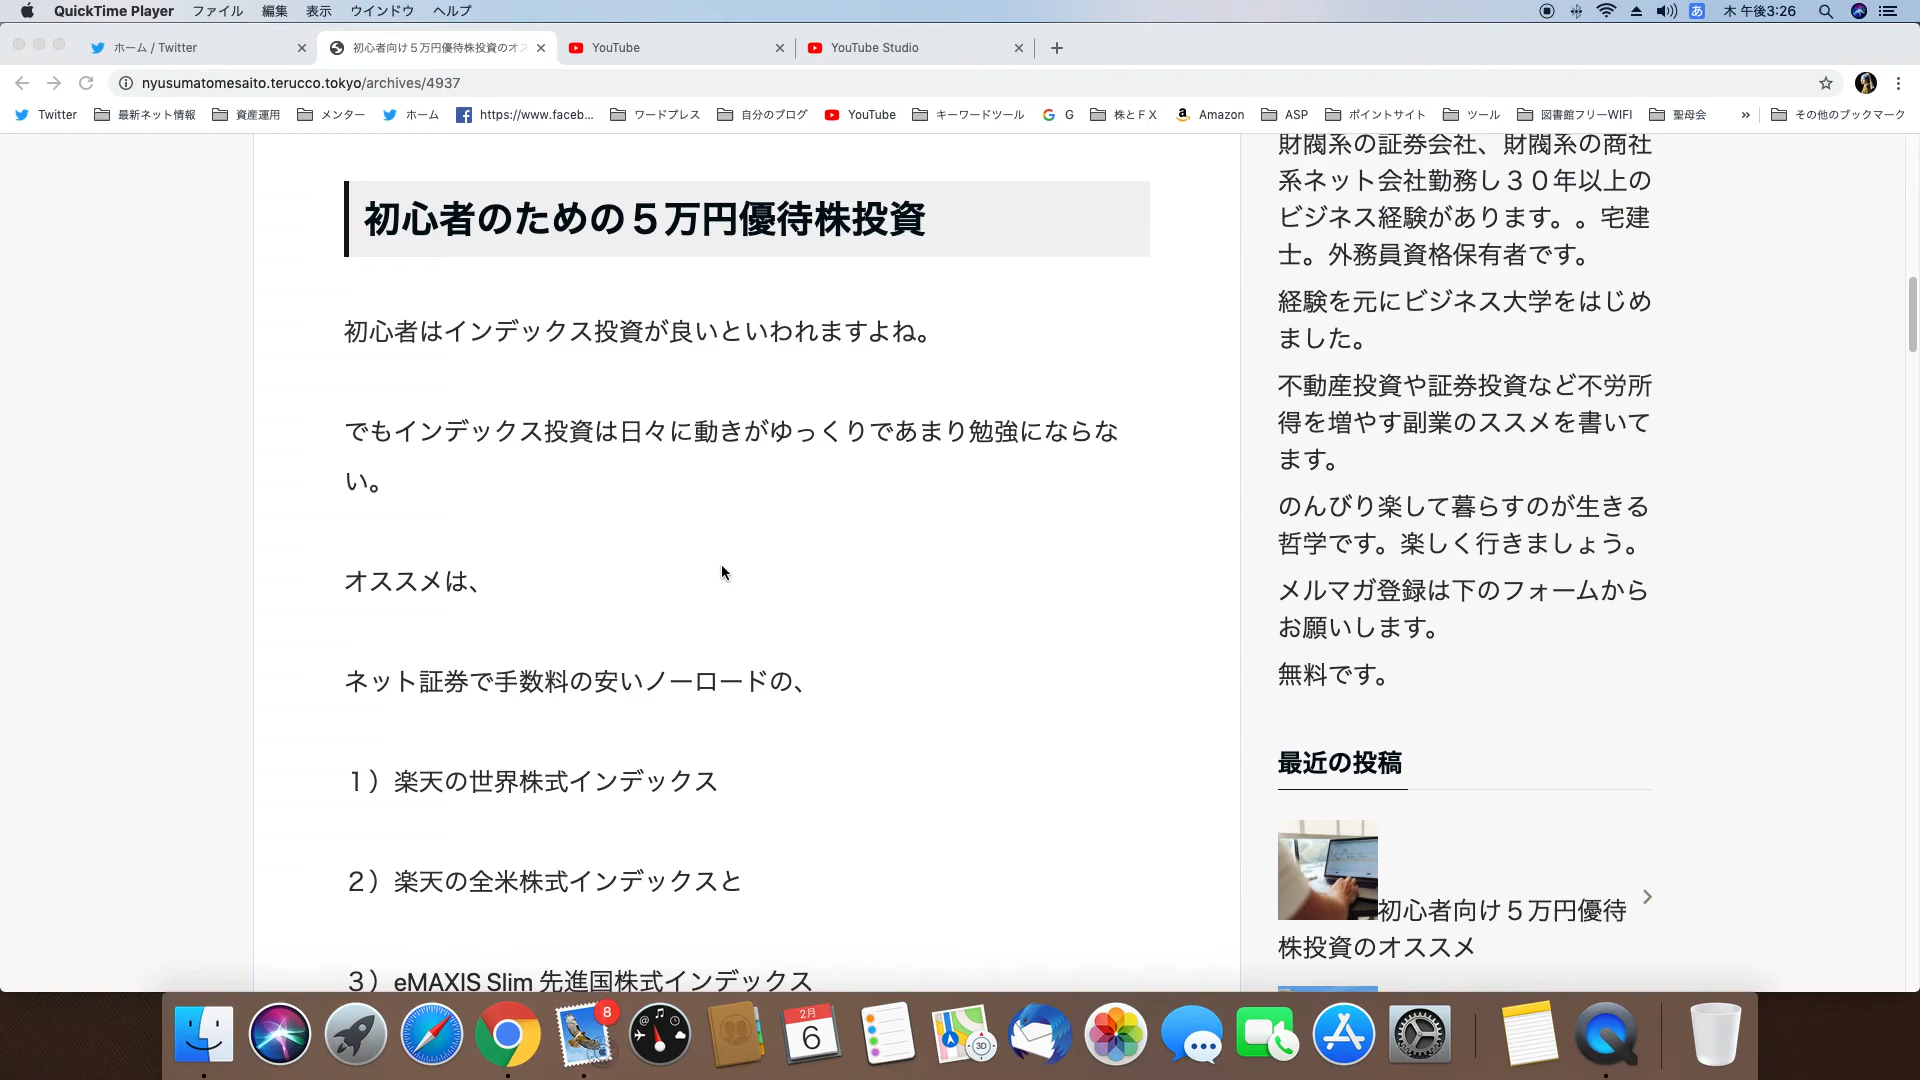 QuickTime Player ファイル 編集 表示 ウインドウ ヘルプ あ 木 午後3:26
ホーム / Twitter 初心者向け５万円優待株投資のオス YouTube YouTube Studio
nyusumatomesaito.terucco.tokyo/archives/4937
Twitter 最新ネット情報 資産運用 メンター ホーム https://www.faceb... ワードプレス 自分のブログ YouTube キーワードツール G 株とＦＸ Amazon ASP ポイントサイト ツール 図書館フリーWIFI 聖母会 » その他のブックマーク
初心者のための５万円優待株投資
初心者はインデックス投資が良いといわれますよね。
でもインデックス投資は日々に動きがゆっくりであまり勉強にならな
い。
オススメは、
ネット証券で手数料の安いノーロードの、
１）楽天の世界株式インデックス
２）楽天の全米株式インデックスと
３）eMAXIS Slim 先進国株式インデックス
財閥系の証券会社、財閥系の商社
系ネット会社勤務し３０年以上の
ビジネス経験があります。。宅建
士。外務員資格保有者です。
経験を元にビジネス大学をはじめ
ました。
不動産投資や証券投資など不労所
得を増やす副業のススメを書いて
ます。
のんびり楽して暮らすのが生きる
哲学です。楽しく行きましょう。
メルマガ登録は下のフォームから
お願いします。
無料です。
最近の投稿
初心者向け５万円優待
株投資のオススメ
8
2月
6
3D